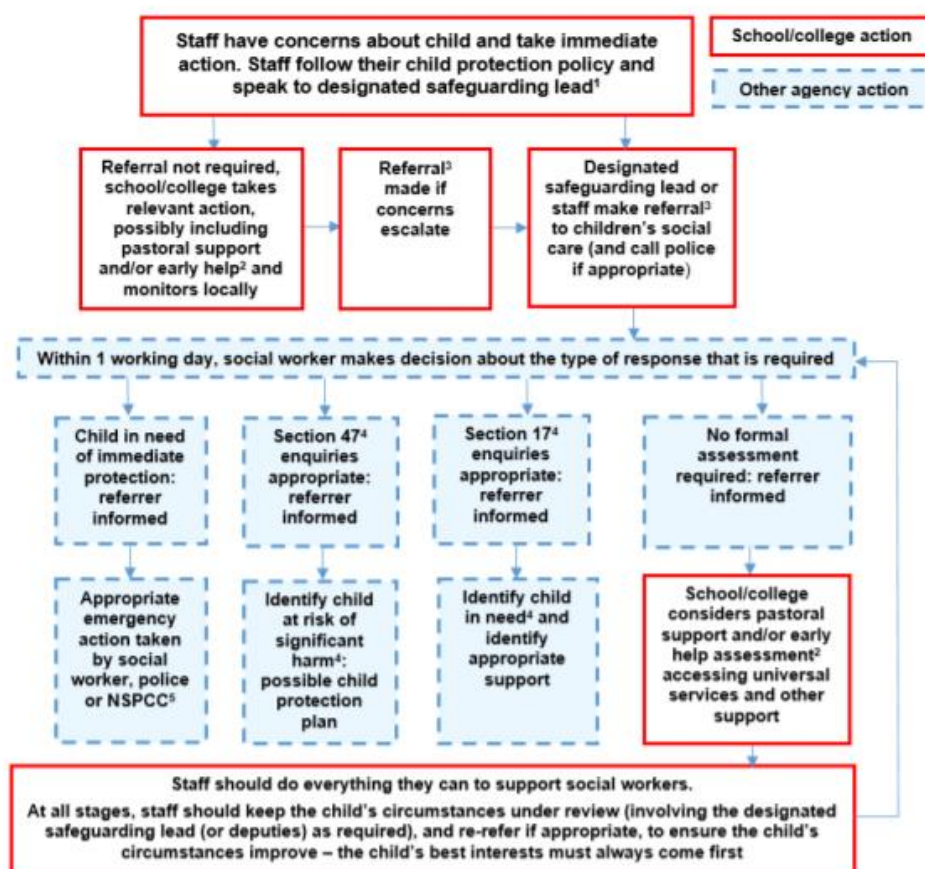 Staff have concerns about child and take immediate
action. Staff follow their child protection policy and
speak to designated safeguarding lead¹
School/college action
Other agency action
Referral not required,
school/college takes
relevant action,
possibly including
pastoral support
and/or early help² and
monitors locally
Referral³
made if
concerns
escalate
Designated
safeguarding lead or
staff make referral³
to children's social
care (and call police
if appropriate)
Within 1 working day, social worker makes decision about the type of response that is required
Child in need
of immediate
protection:
referrer
informed
Section 47⁴
enquiries
appropriate:
referrer
informed
Section 17⁴
enquiries
appropriate:
referrer
informed
No formal
assessment
required: referrer
informed
Appropriate
emergency
action taken
by social
worker, police
or NSPCC⁵
Identify child
at risk of
significant
harm⁴:
possible child
protection
plan
Identify child
in need⁴ and
identify
appropriate
support
School/college
considers pastoral
support and/or early
help assessment²
accessing universal
services and other
support
Staff should do everything they can to support social workers.
At all stages, staff should keep the child's circumstances under review (involving the designated
safeguarding lead (or deputies) as required), and re-refer if appropriate, to ensure the child's
circumstances improve – the child's best interests must always come first